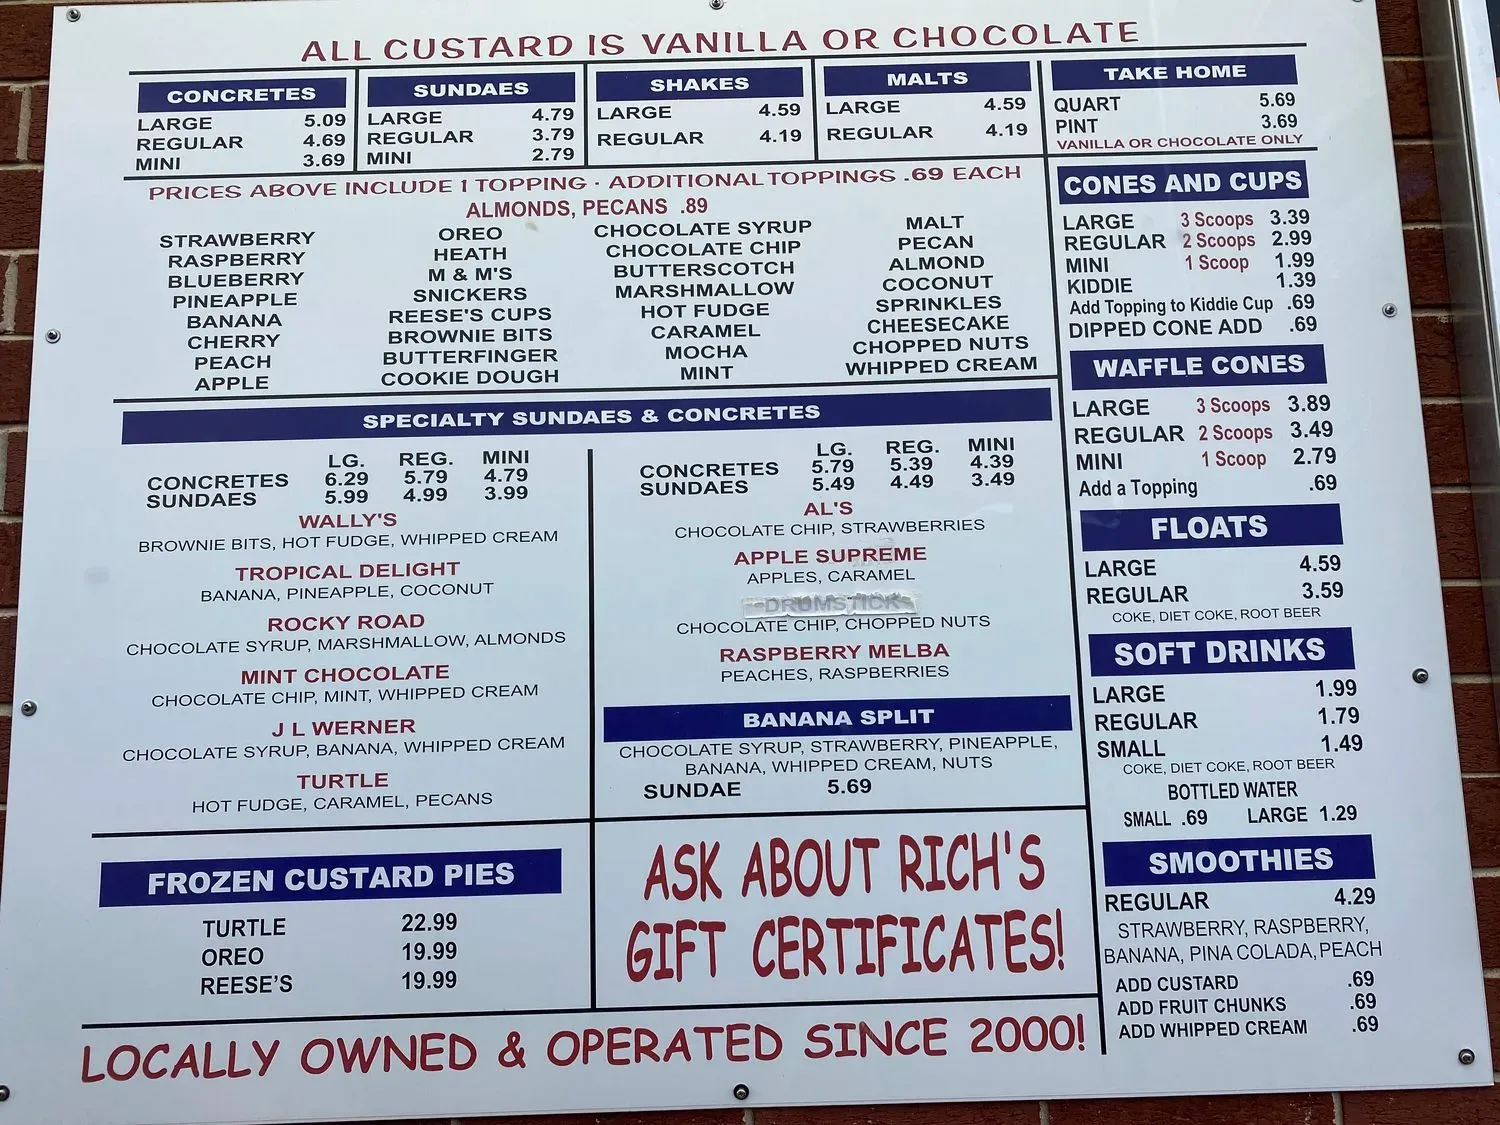 ALL CUSTARD IS VANILLA OR CHOCOLATE
CONCRETES
LARGE 5.09
REGULAR 4.69
MINI 3.69
SUNDAES
LARGE 4.79
REGULAR 3.79
MINI 2.79
SHAKES
LARGE 4.59
REGULAR 4.19
MALTS
LARGE 4.59
REGULAR 4.19
TAKE HOME
QUART 5.69
PINT 3.69
VANILLA OR CHOCOLATE ONLY
PRICES ABOVE INCLUDE 1 TOPPING · ADDITIONAL TOPPINGS .69 EACH
ALMONDS, PECANS .89
STRAWBERRY
RASPBERRY
BLUEBERRY
PINEAPPLE
BANANA
CHERRY
PEACH
APPLE
OREO
HEATH
M & M'S
SNICKERS
REESE'S CUPS
BROWNIE BITS
BUTTERFINGER
COOKIE DOUGH
CHOCOLATE SYRUP
CHOCOLATE CHIP
BUTTERSCOTCH
MARSHMALLOW
HOT FUDGE
CARAMEL
MOCHA
MINT
MALT
PECAN
ALMOND
COCONUT
SPRINKLES
CHEESECAKE
CHOPPED NUTS
WHIPPED CREAM
SPECIALTY SUNDAES & CONCRETES
LG. REG. MINI
CONCRETES 6.29 5.79 4.79
SUNDAES 5.99 4.99 3.99
WALLY'S
BROWNIE BITS, HOT FUDGE, WHIPPED CREAM
TROPICAL DELIGHT
BANANA, PINEAPPLE, COCONUT
ROCKY ROAD
CHOCOLATE SYRUP, MARSHMALLOW, ALMONDS
MINT CHOCOLATE
CHOCOLATE CHIP, MINT, WHIPPED CREAM
J L WERNER
CHOCOLATE SYRUP, BANANA, WHIPPED CREAM
TURTLE
HOT FUDGE, CARAMEL, PECANS
LG. REG. MINI
CONCRETES 5.79 5.39 4.39
SUNDAES 5.49 4.49 3.49
AL'S
CHOCOLATE CHIP, STRAWBERRIES
APPLE SUPREME
APPLES, CARAMEL
DRUMSTICK
CHOCOLATE CHIP, CHOPPED NUTS
RASPBERRY MELBA
PEACHES, RASPBERRIES
BANANA SPLIT
CHOCOLATE SYRUP, STRAWBERRY, PINEAPPLE,
BANANA, WHIPPED CREAM, NUTS
SUNDAE 5.69
FROZEN CUSTARD PIES
TURTLE 22.99
OREO 19.99
REESE'S 19.99
ASK ABOUT RICH'S
GIFT CERTIFICATES!
LOCALLY OWNED & OPERATED SINCE 2000!
CONES AND CUPS
LARGE 3 Scoops 3.39
REGULAR 2 Scoops 2.99
MINI 1 Scoop 1.99
KIDDIE 1.39
Add Topping to Kiddie Cup .69
DIPPED CONE ADD .69
WAFFLE CONES
LARGE 3 Scoops 3.89
REGULAR 2 Scoops 3.49
MINI 1 Scoop 2.79
Add a Topping .69
FLOATS
LARGE 4.59
REGULAR 3.59
COKE, DIET COKE, ROOT BEER
SOFT DRINKS
LARGE 1.99
REGULAR 1.79
SMALL 1.49
COKE, DIET COKE, ROOT BEER
BOTTLED WATER
SMALL .69 LARGE 1.29
SMOOTHIES
REGULAR 4.29
STRAWBERRY, RASPBERRY,
BANANA, PINA COLADA, PEACH
ADD CUSTARD .69
ADD FRUIT CHUNKS .69
ADD WHIPPED CREAM .69